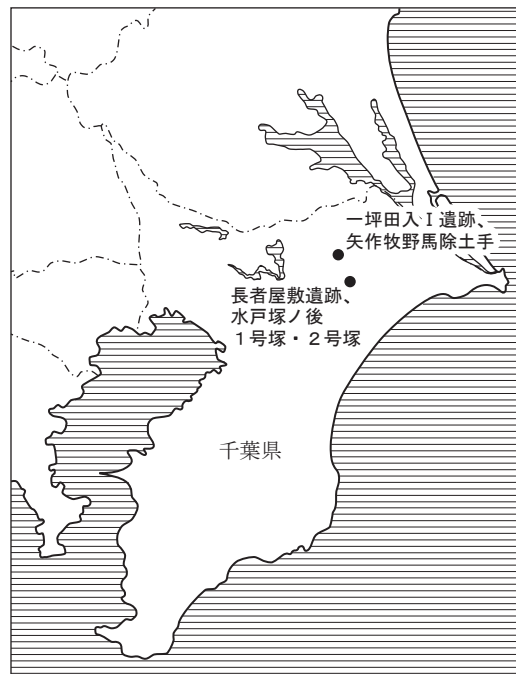 一坪田入Ⅰ遺跡、
矢作牧野馬除土手
長者屋敷遺跡、
水戸塚ノ後
１号塚・２号塚
千葉県